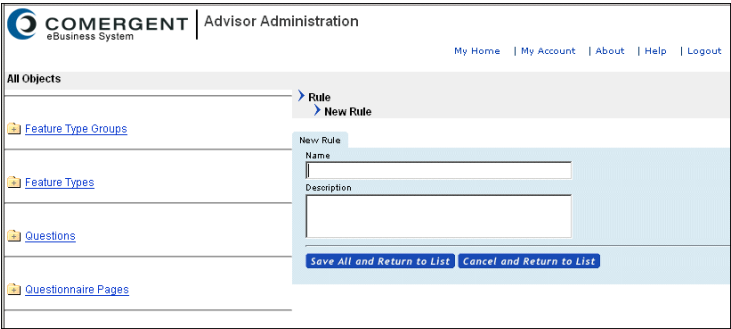 COMERGENT
eBusiness System
Advisor Administration
My Home | My Account | About | Help | Logout
All Objects
Feature Type Groups
Feature Types
Questions
Questionnaire Pages
Rule
New Rule
New Rule
Name
Description
Save All and Return to List Cancel and Return to List